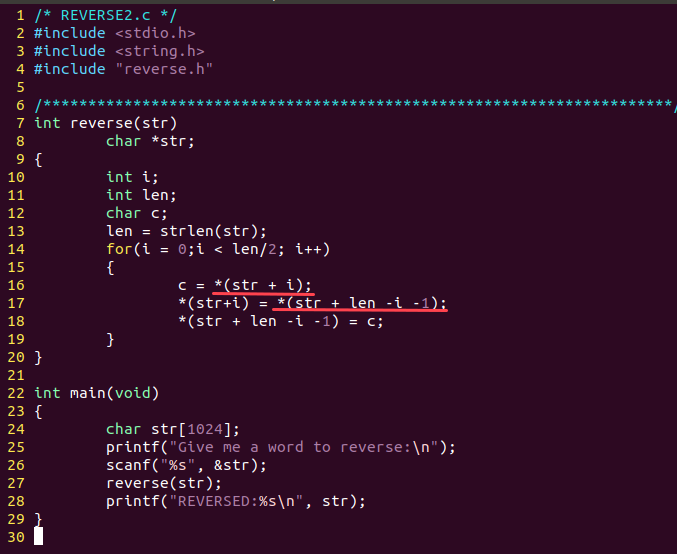 1 /* REVERSE2.c */
2 #include <stdio.h>
3 #include <string.h>
4 #include "reverse.h"
5
6 /**********************************************************************/
7 int reverse(str)
8         char *str;
9 {
10         int i;
11         int len;
12         char c;
13         len = strlen(str);
14         for(i = 0;i < len/2; i++)
15         {
16                 c = *(str + i);
17                 *(str+i) = *(str + len -i -1);
18                 *(str + len -i -1) = c;
19         }
20 }
21
22 int main(void)
23 {
24         char str[1024];
25         printf("Give me a word to reverse:\n");
26         scanf("%s", &str);
27         reverse(str);
28         printf("REVERSED:%s\n", str);
29 }
30